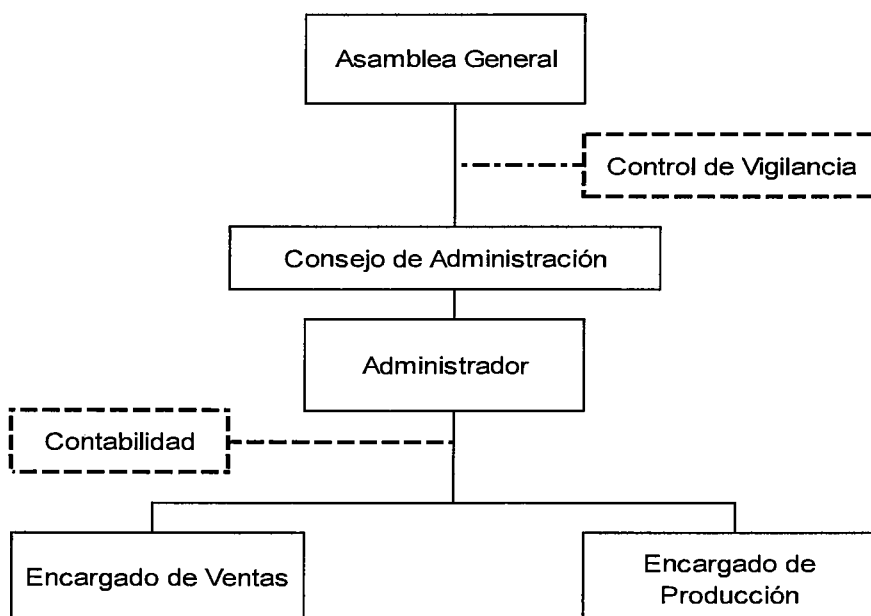 Asamblea General
Control de Vigilancia
Consejo de Administración
Administrador
Contabilidad
Encargado de Ventas
Encargado de
Producción